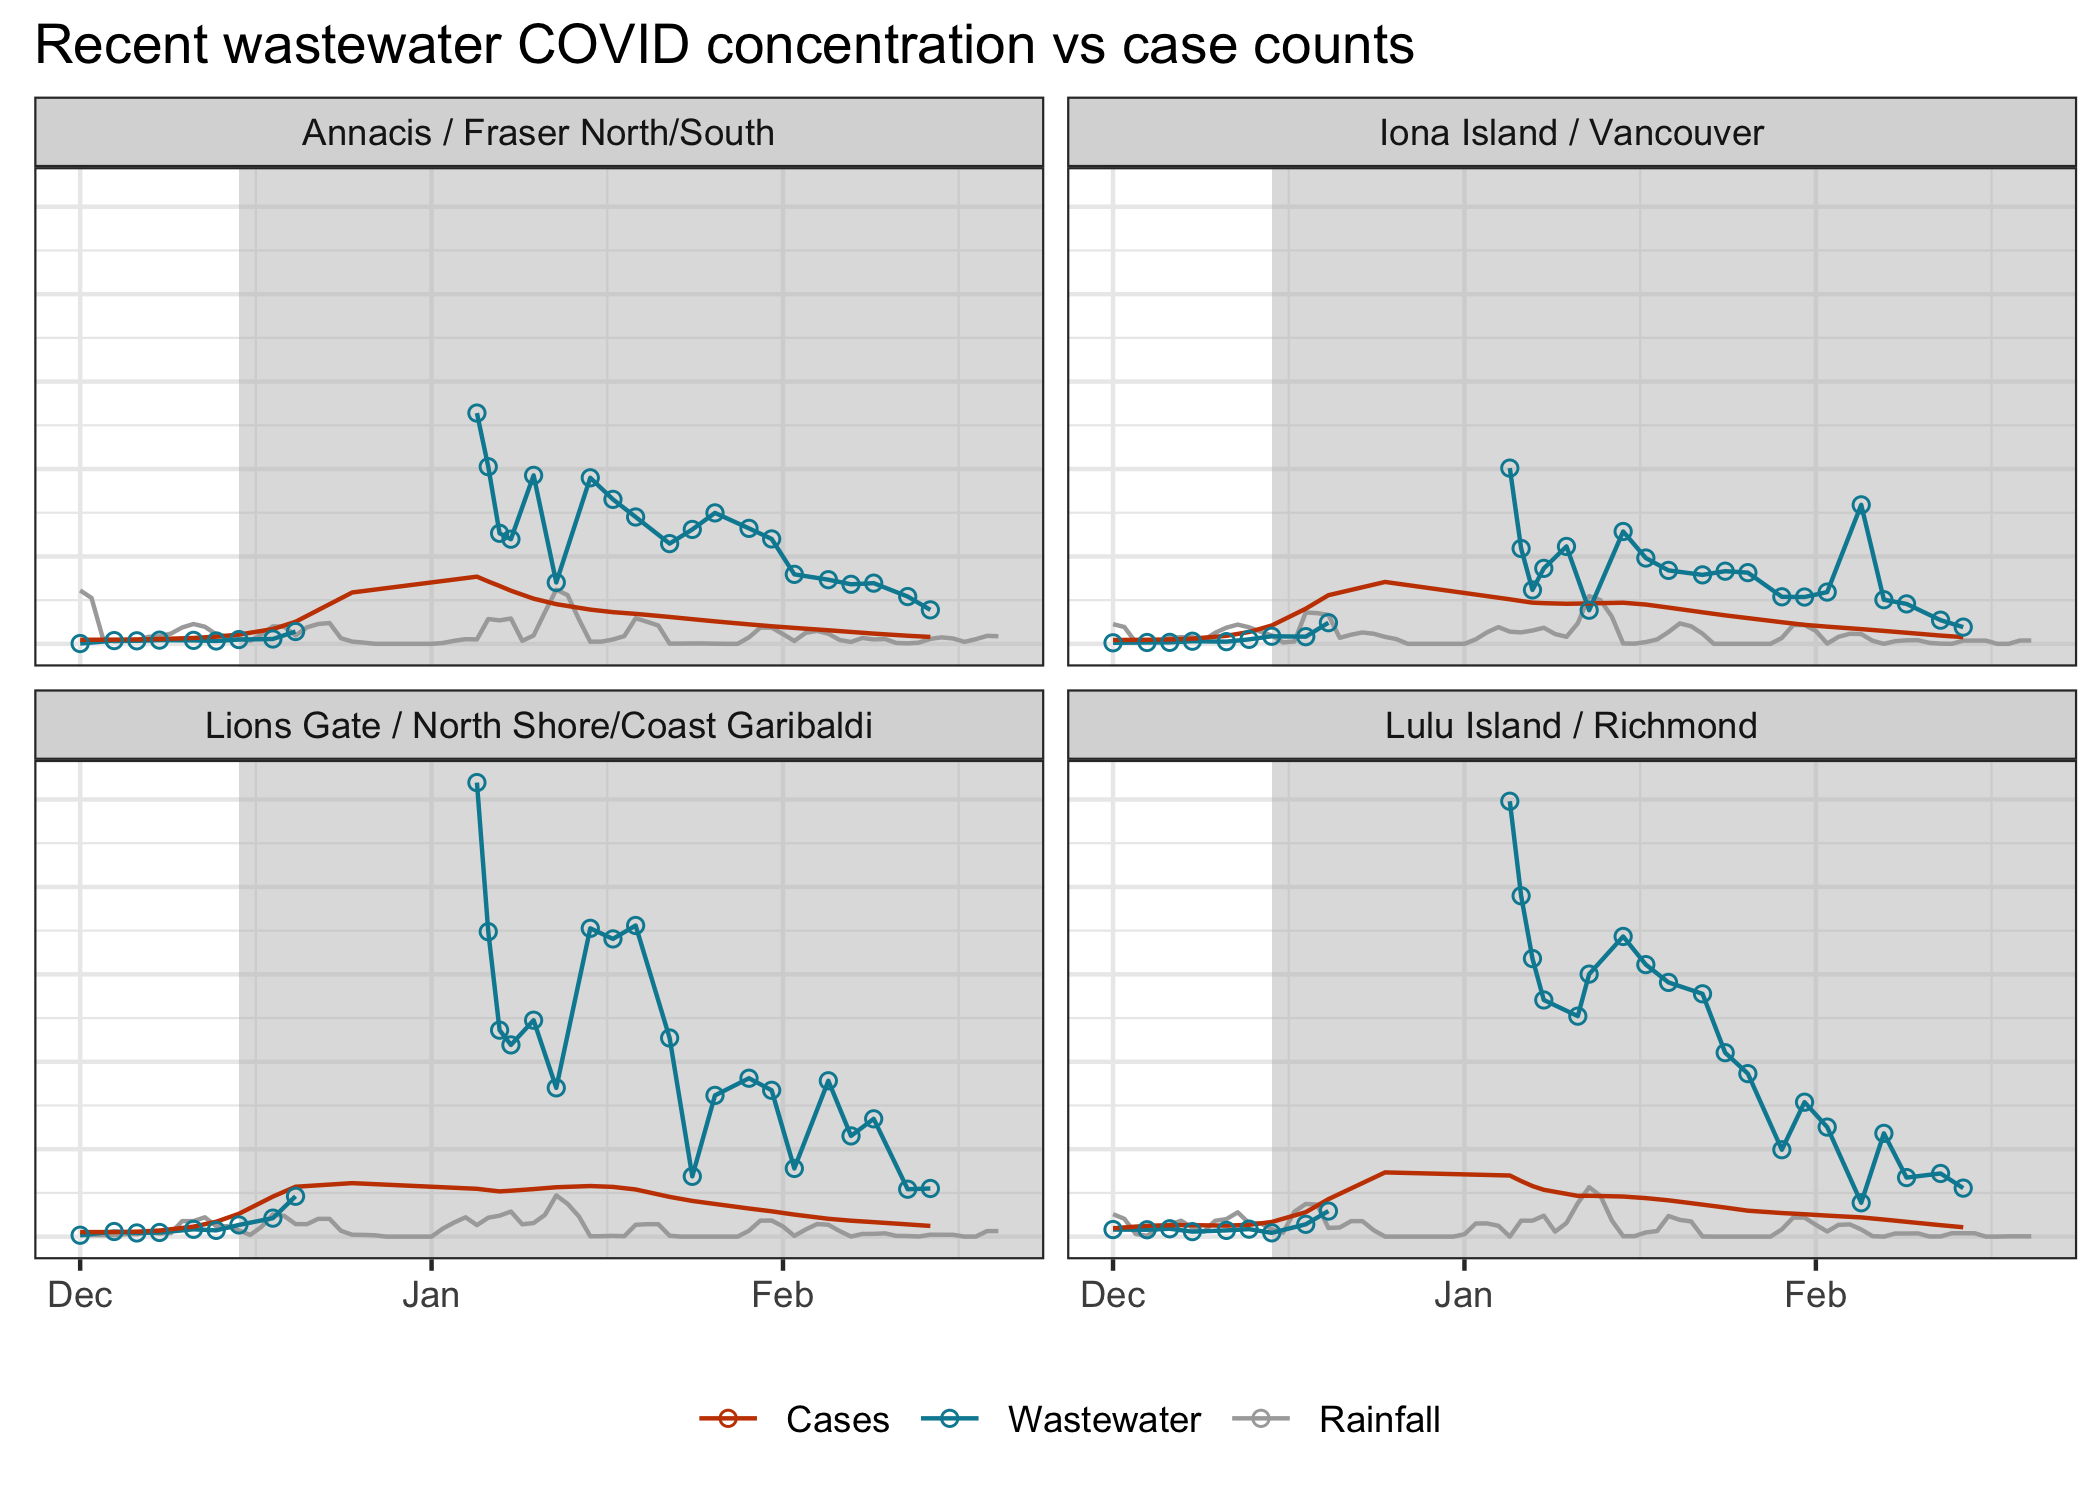 Recent wastewater COVID concentration vs case counts
Annacis / Fraser North/South
Iona Island / Vancouver
Lions Gate / North Shore/Coast Garibaldi
Lulu Island / Richmond
Dec Jan Feb Dec Jan Feb
Cases Wastewater Rainfall